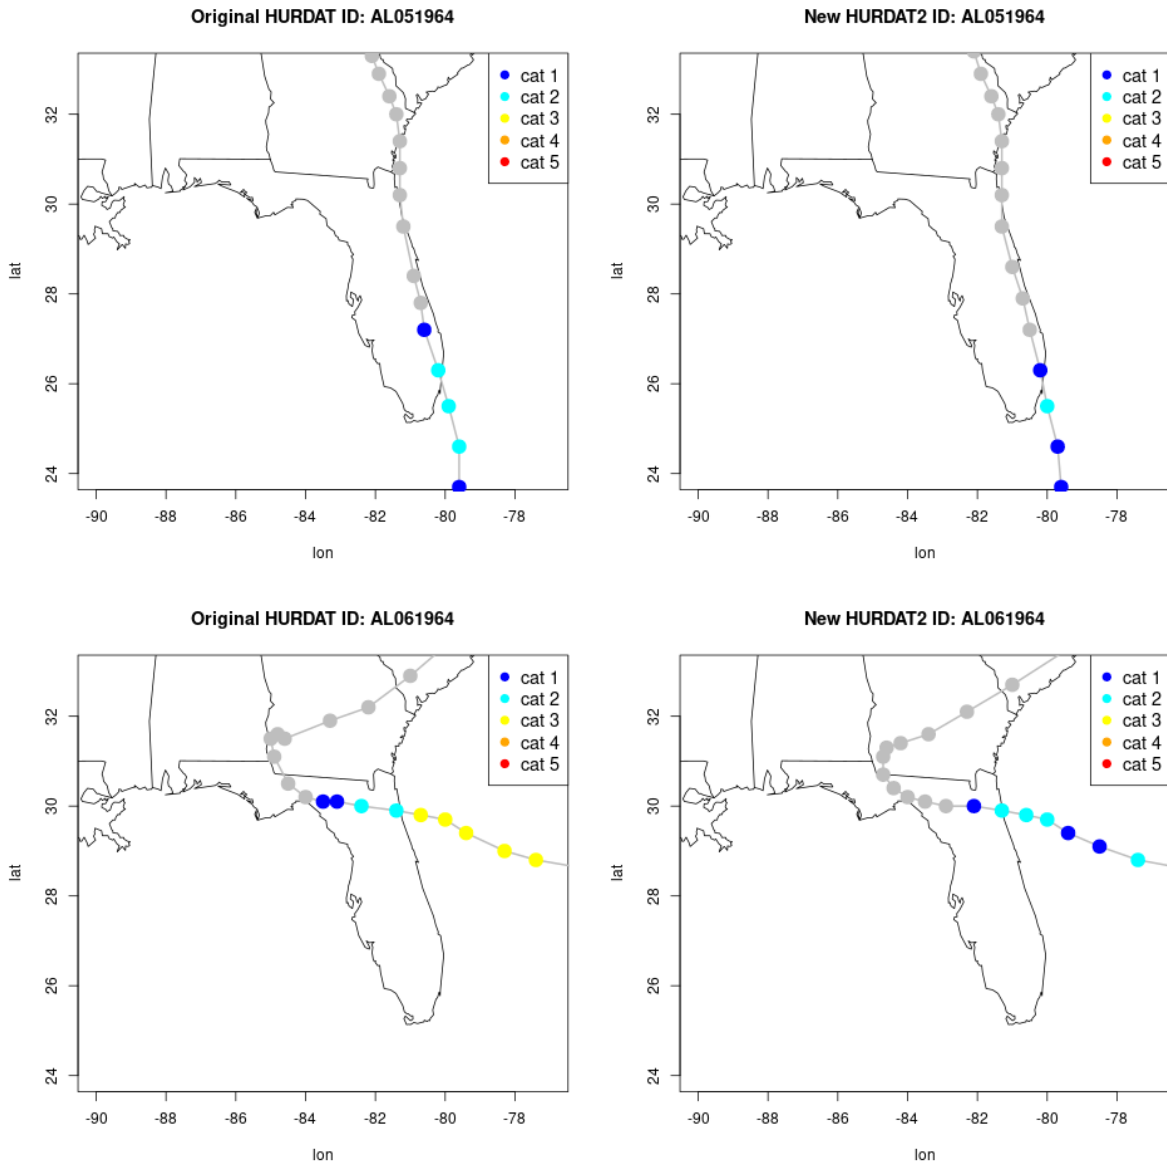 Original HURDAT ID: AL051964
cat 1
cat 2
cat 3
cat 4
cat 5
lat
32
30
28
26
24
-90 -88 -86 -84 -82 -80 -78
lon
New HURDAT2 ID: AL051964
cat 1
cat 2
cat 3
cat 4
cat 5
lat
32
30
28
26
24
-90 -88 -86 -84 -82 -80 -78
lon
Original HURDAT ID: AL061964
cat 1
cat 2
cat 3
cat 4
cat 5
lat
32
30
28
26
24
-90 -88 -86 -84 -82 -80 -78
lon
New HURDAT2 ID: AL061964
cat 1
cat 2
cat 3
cat 4
cat 5
lat
32
30
28
26
24
-90 -88 -86 -84 -82 -80 -78
lon